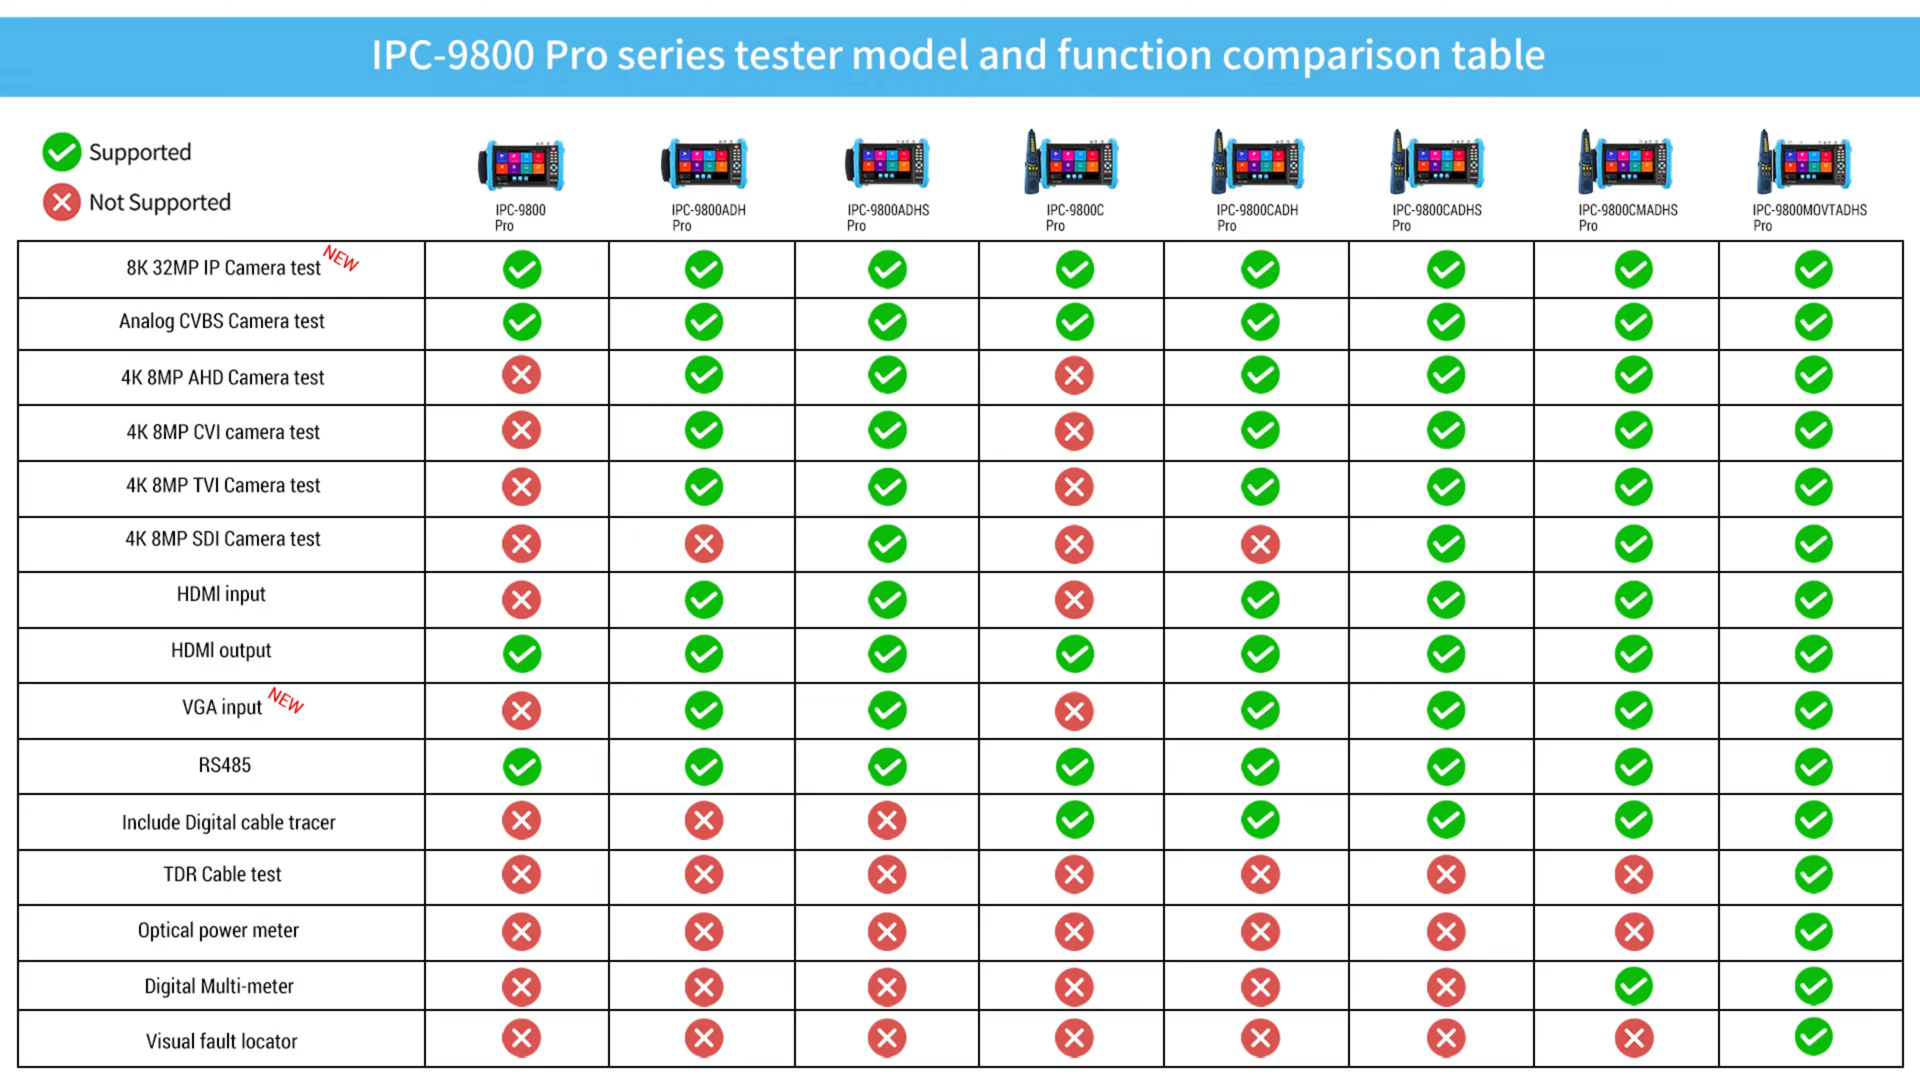 IPC-9800 Pro series tester model and function comparison table
Supported
Not Supported
IPC-9800
Pro
IPC-9800ADH
Pro
IPC-9800ADHS
Pro
IPC-9800C
Pro
IPC-9800CADH
Pro
IPC-9800CADHS
Pro
IPC-9800CMADHS
Pro
IPC-9800MOVTADHS
Pro
8K 32MP IP Camera test NEW
Analog CVBS Camera test
4K 8MP AHD Camera test
4K 8MP CVI camera test
4K 8MP TVI Camera test
4K 8MP SDI Camera test
HDMI input
HDMI output
VGA input NEW
RS485
Include Digital cable tracer
TDR Cable test
Optical power meter
Digital Multi-meter
Visual fault locator